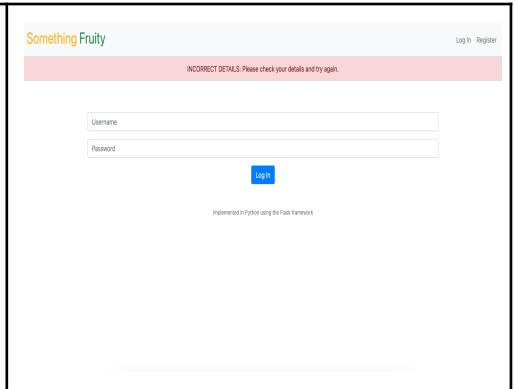 Something Fruity
Log In Register
INCORRECT DETAILS: Please check your details and try again.
Username
Password
Log In
Implemented in Python using the Flask framework